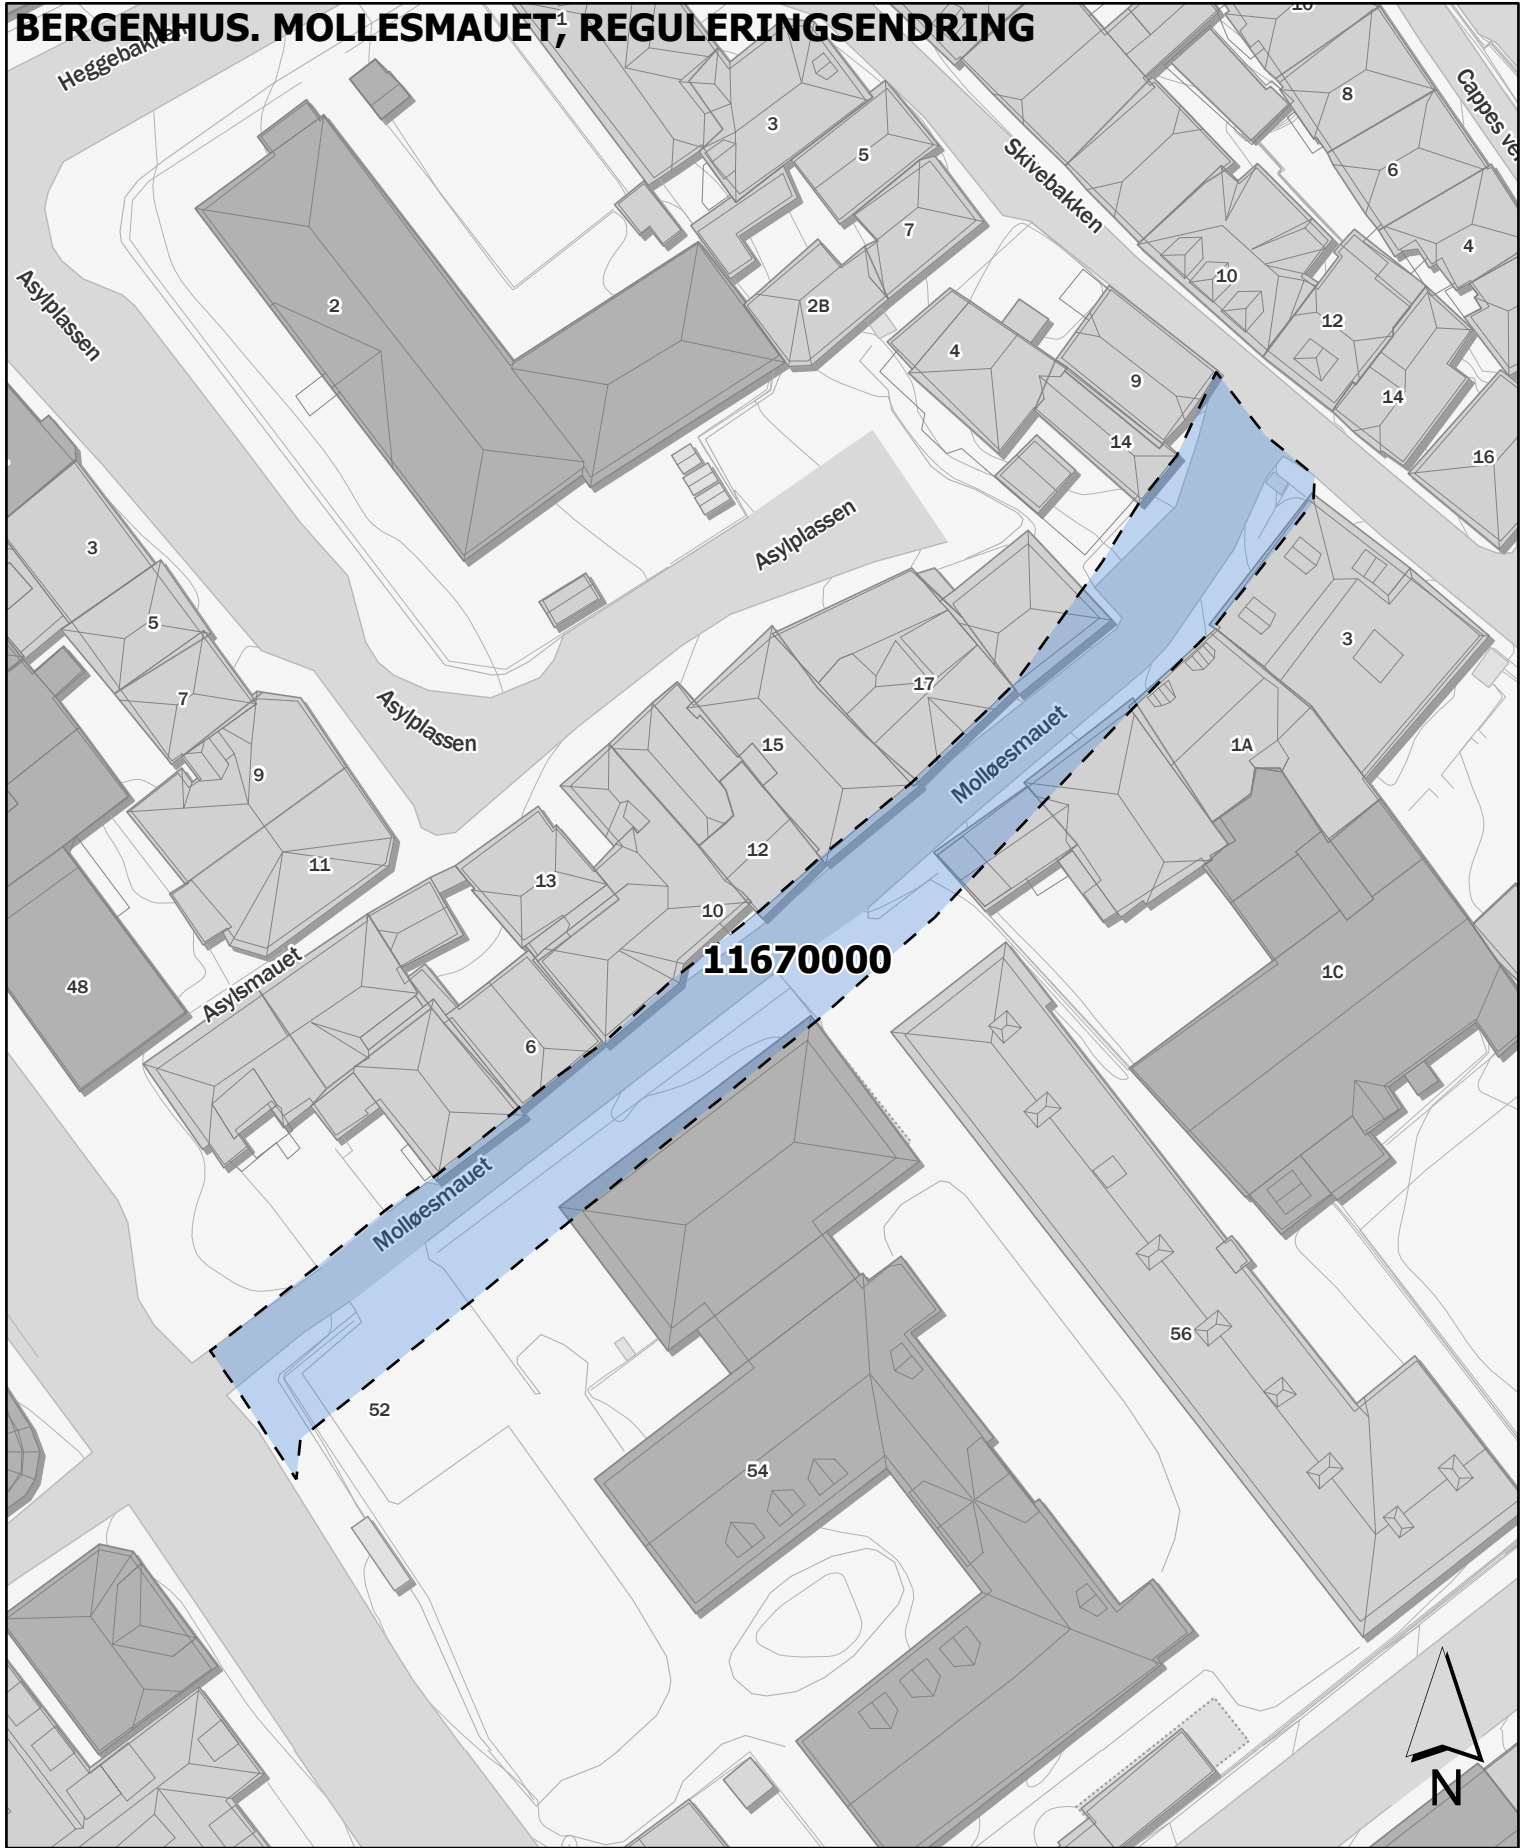 BERGENHUS. MOLLESMAUET, REGULERINGSENDRING
1
10
Heggebakken
8
Cappes ve
3
5
Skivebakken
6
7
4
Asylplassen
2
2B
10
12
4
9
14
14
16
Asylplassen
3
5
3
7
17
Asylplassen
Molløesmauet
15
1A
9
12
11
13
10
11670000
1C
Asylsmauet
48
6
Molløesmauet
56
52
54
N